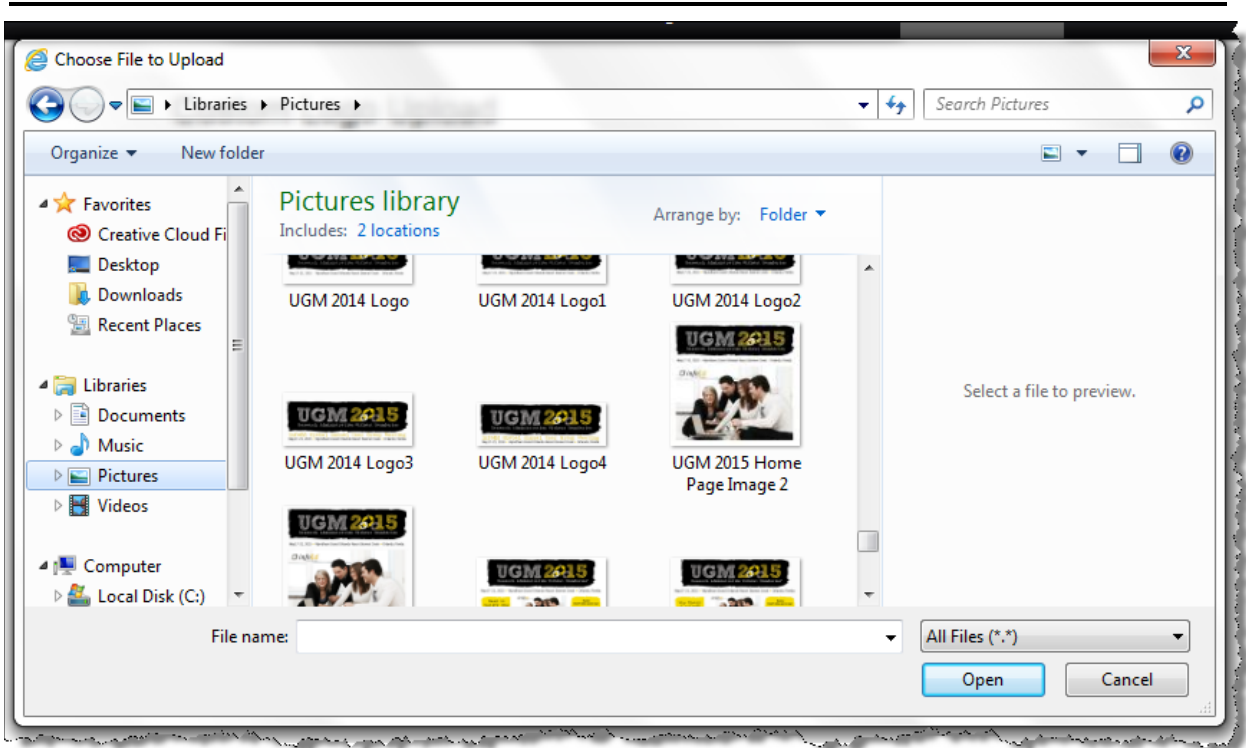 Choose File to Upload
x
Libraries Pictures
Search Pictures
Organize New folder
Favorites
Creative Cloud Fi
Desktop
Downloads
Recent Places
Libraries
Documents
Music
Pictures
Videos
Computer
Local Disk (C:)
Pictures library
Includes: 2 locations
Arrange by: Folder
UGM 2014 Logo
UGM 2014 Logo1
UGM 2014 Logo2
UGM 2015
UGM 2015
UGM 2015
UGM 2014 Logo3
UGM 2014 Logo4
UGM 2015 Home
Page Image 2
UGM 2015
UGM 2015
UGM 2015
Select a file to preview.
File name:
All Files (*.*)
Open
Cancel